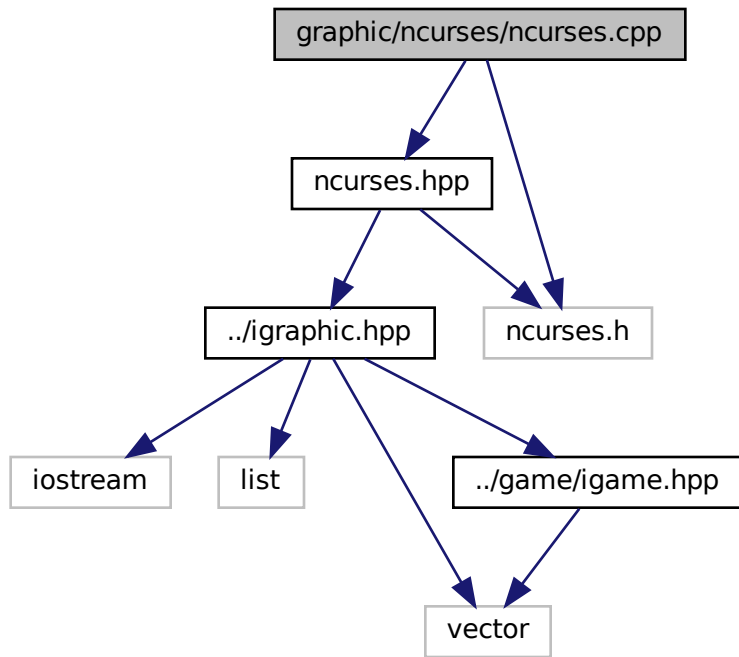 graphic/ncurses/ncurses.cpp
ncurses.hpp
../igraphic.hpp
ncurses.h
iostream
list
../game/igame.hpp
vector